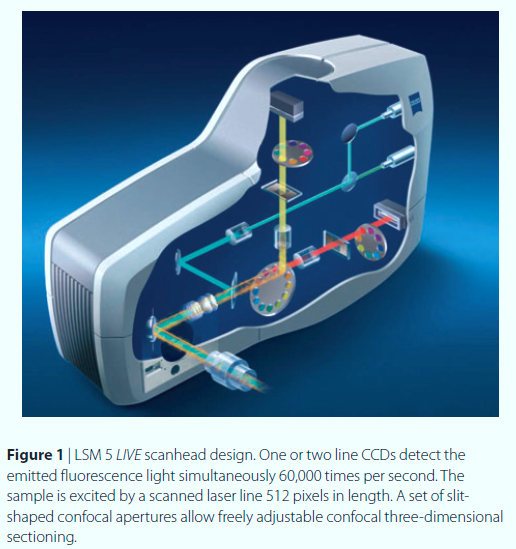 Figure 1 | LSM 5 LIVE scanhead design. One or two line CCDs detect the
emitted fluorescence light simultaneously 60,000 times per second. The
sample is excited by a scanned laser line 512 pixels in length. A set of slit-
shaped confocal apertures allow freely adjustable confocal three-dimensional
sectioning.